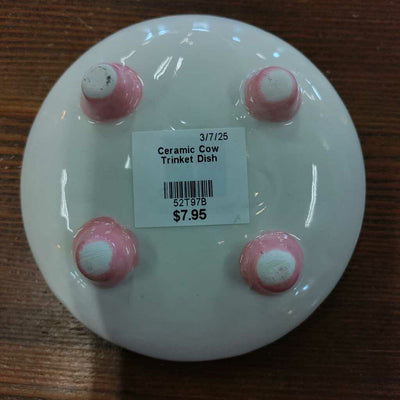 3/7/25
Ceramic Cow
Trinket Dish
52T97B
$7.95